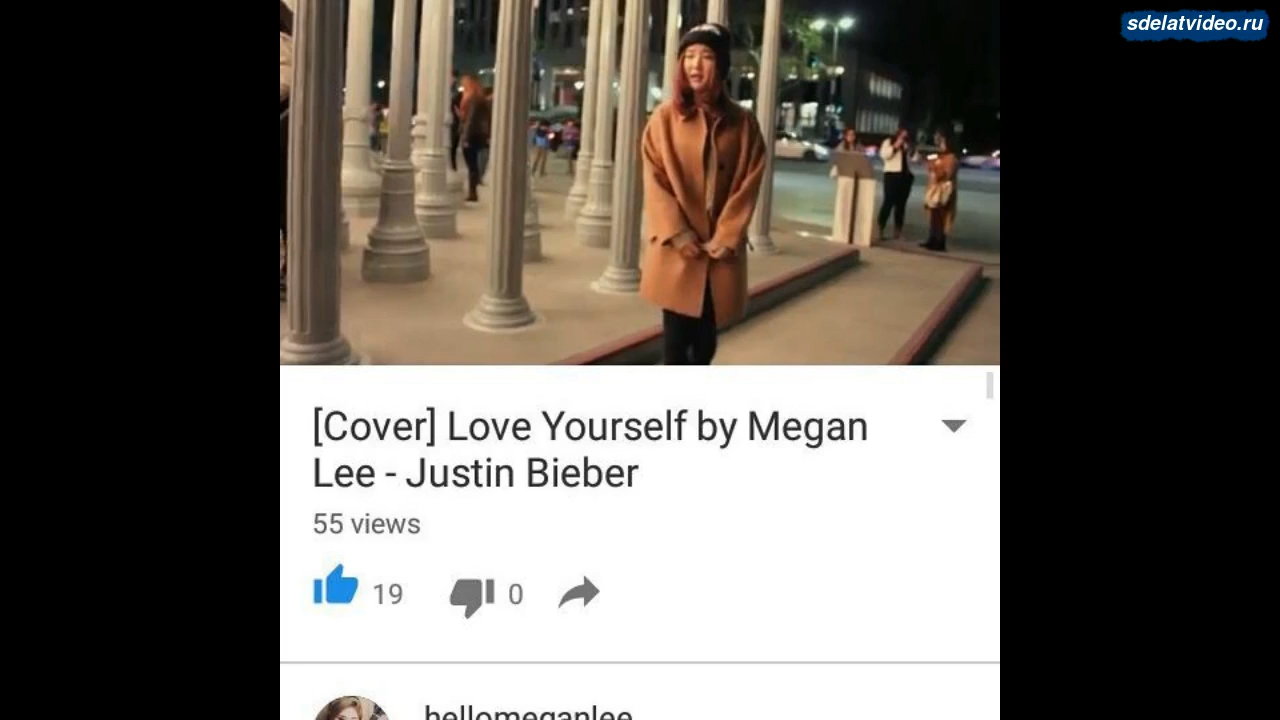 sdelatvideo.ru
[Cover] Love Yourself by Megan
Lee - Justin Bieber
55 views
19
0
hellomeganlee